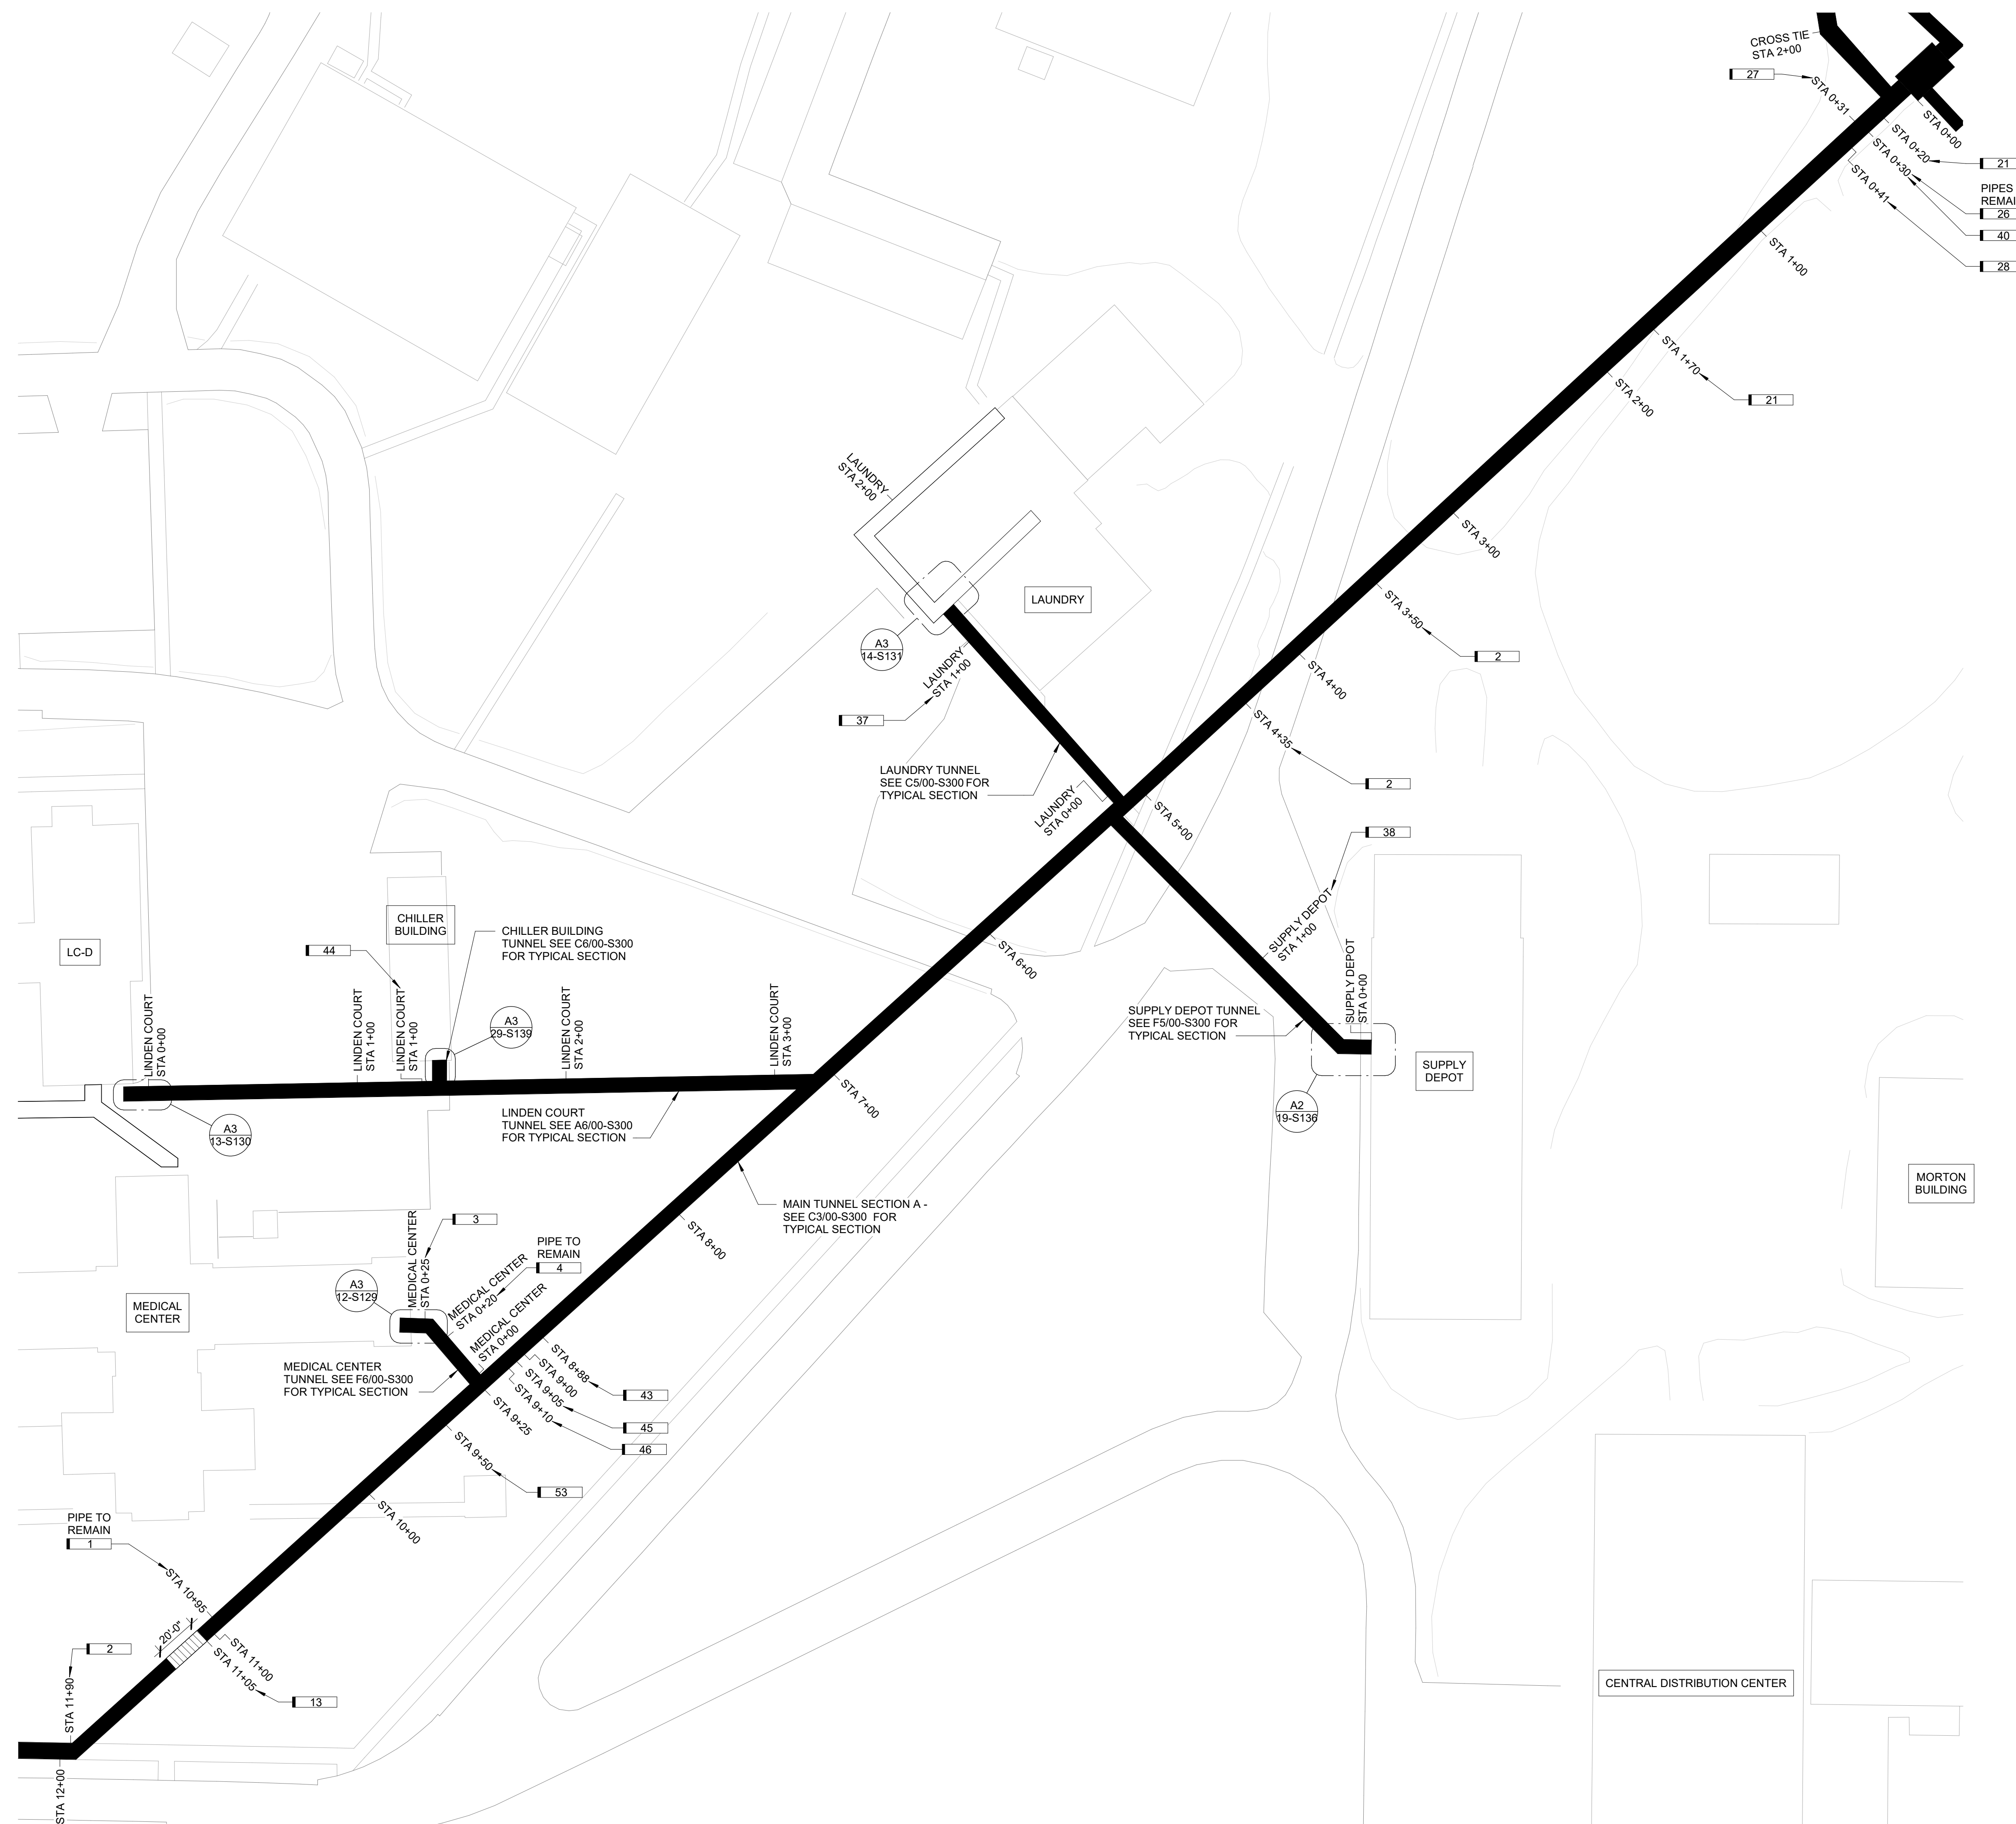 CROSS TIE
STA 2+00
27
STA 0+31
STA 0+00
STA 0+20
21
STA 0+30
PIPES
26
40
STA 0+41
28
STA 1+00
STA 1+70
21
STA 2+00
LAUNDRY
STA 2+00
STA 3+00
LAUNDRY
STA 3+50
2
A3
14-S131
LAUNDRY
STA 1+00
37
STA 4+00
STA 4+35
2
LAUNDRY TUNNEL
SEE C5/00-S300 FOR
TYPICAL SECTION
LAUNDRY
STA 0+00
STA 5+00
38
SUPPLY DEPOT
STA 1+00
CHILLER
BUILDING
CHILLER BUILDING
TUNNEL SEE C6/00-S300
FOR TYPICAL SECTION
44
LC-D
STA 6+00
SUPPLY DEPOT
STA 0+00
LINDEN COURT
STA 0+00
LINDEN COURT
STA 1+00
LINDEN COURT
STA 1+00
A3
29-S139
LINDEN COURT
STA 2+00
LINDEN COURT
STA 3+00
SUPPLY DEPOT TUNNEL
SEE F5/00-S300 FOR
TYPICAL SECTION
SUPPLY
DEPOT
STA 7+00
A2
19-S136
A3
13-S130
LINDEN COURT
TUNNEL SEE A6/00-S300
FOR TYPICAL SECTION
MORTON
BUILDING
MAIN TUNNEL SECTION A -
SEE C3/00-S300 FOR
TYPICAL SECTION
STA 8+00
3
MEDICAL CENTER
STA 0+25
PIPE TO
REMAIN
4
MEDICAL CENTER
STA 0+20
A3
12-S129
MEDICAL CENTER
STA 0+00
MEDICAL
CENTER
MEDICAL CENTER
TUNNEL SEE F6/00-S300
FOR TYPICAL SECTION
STA 8+88
43
STA 9+00
STA 9+05
45
STA 9+10
46
STA 9+25
STA 9+50
53
STA 10+00
PIPE TO
REMAIN
1
STA 10+95
20'-0"
2
STA 11+00
STA 11+05
13
STA 11+90
CENTRAL DISTRIBUTION CENTER
STA 12+00